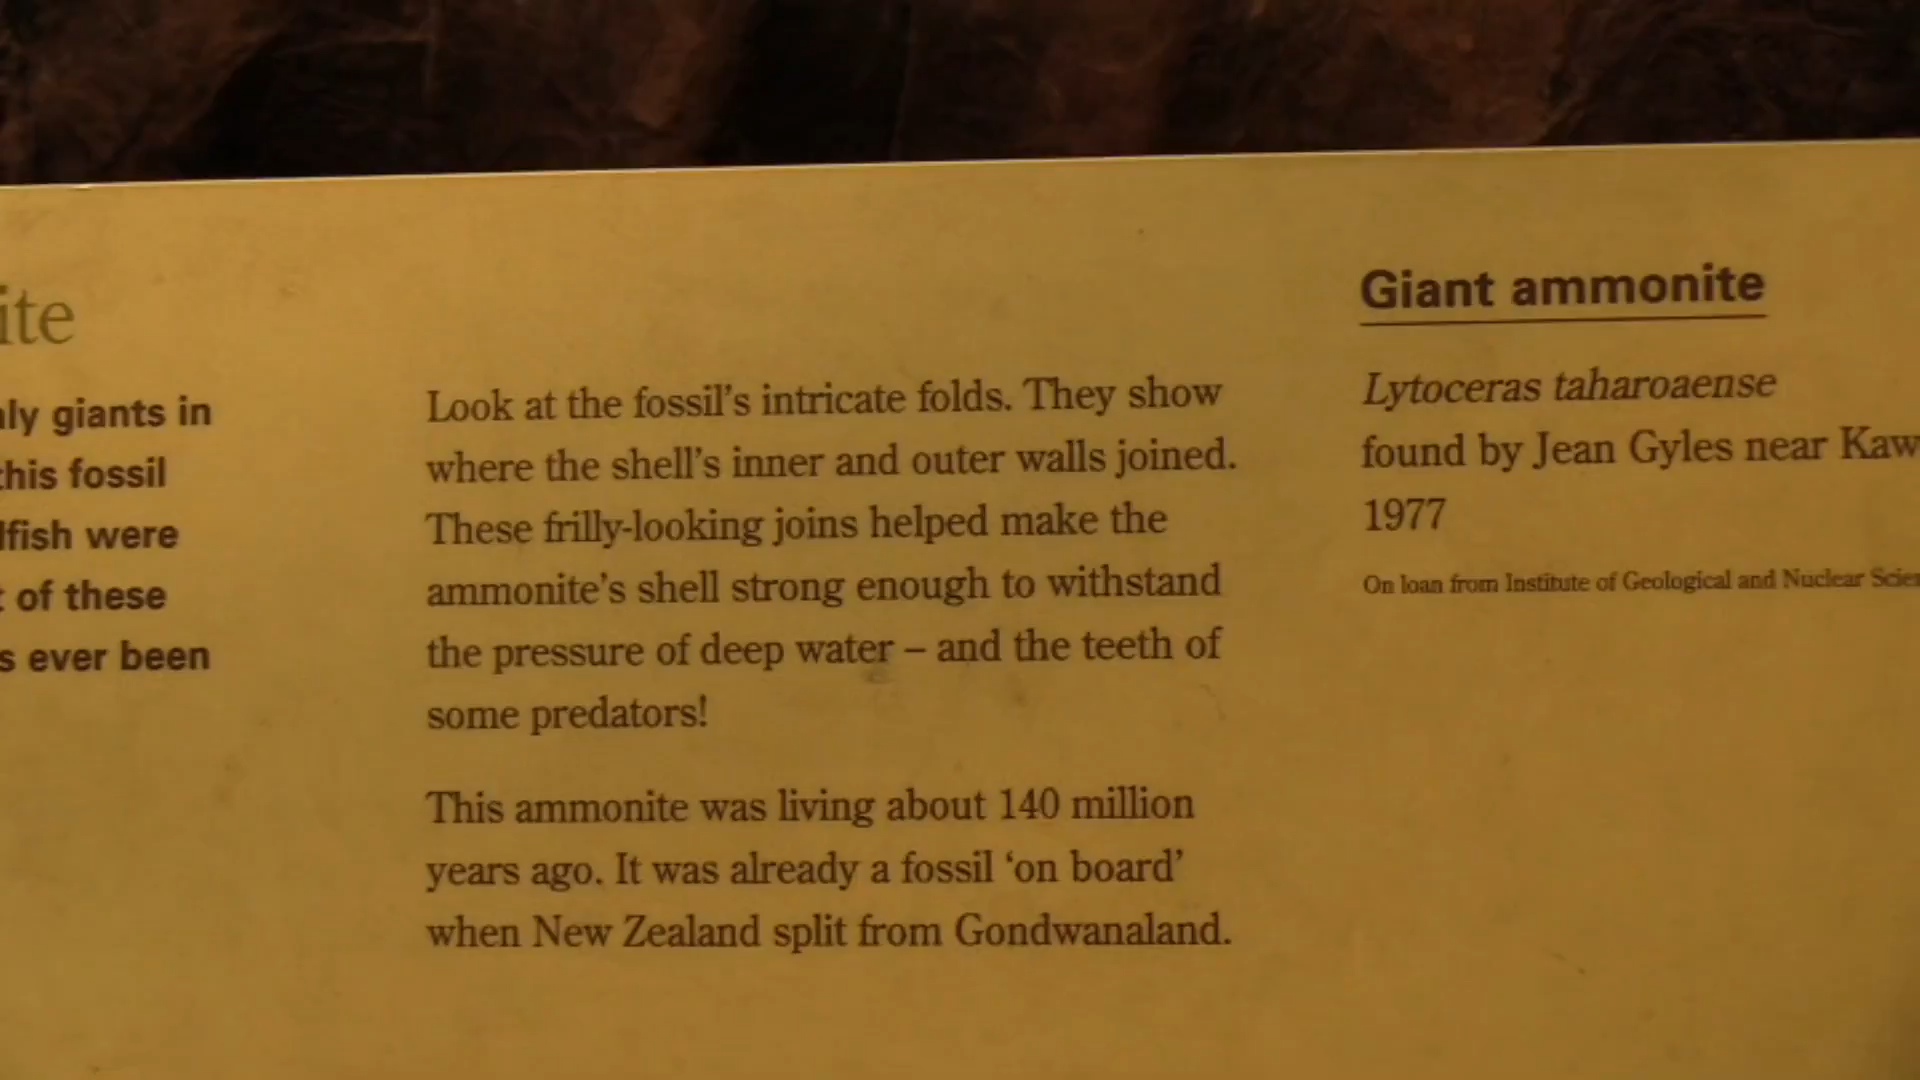 ite
giants in
this fossil
were
of these
ever been
Look at the fossil's intricate folds. They show
where the shell's inner and outer walls joined.
These frilly-looking joins helped make the
ammonite's shell strong enough to withstand
the pressure of deep water – and the teeth of
some predators!
This ammonite was living about 140 million
years ago. It was already a fossil 'on board'
when New Zealand split from Gondwanaland.
Giant ammonite
Lytoceras taharoaense
found by Jean Gyles near Kaw
1977
On loan from Institute of Geological and Nuclear